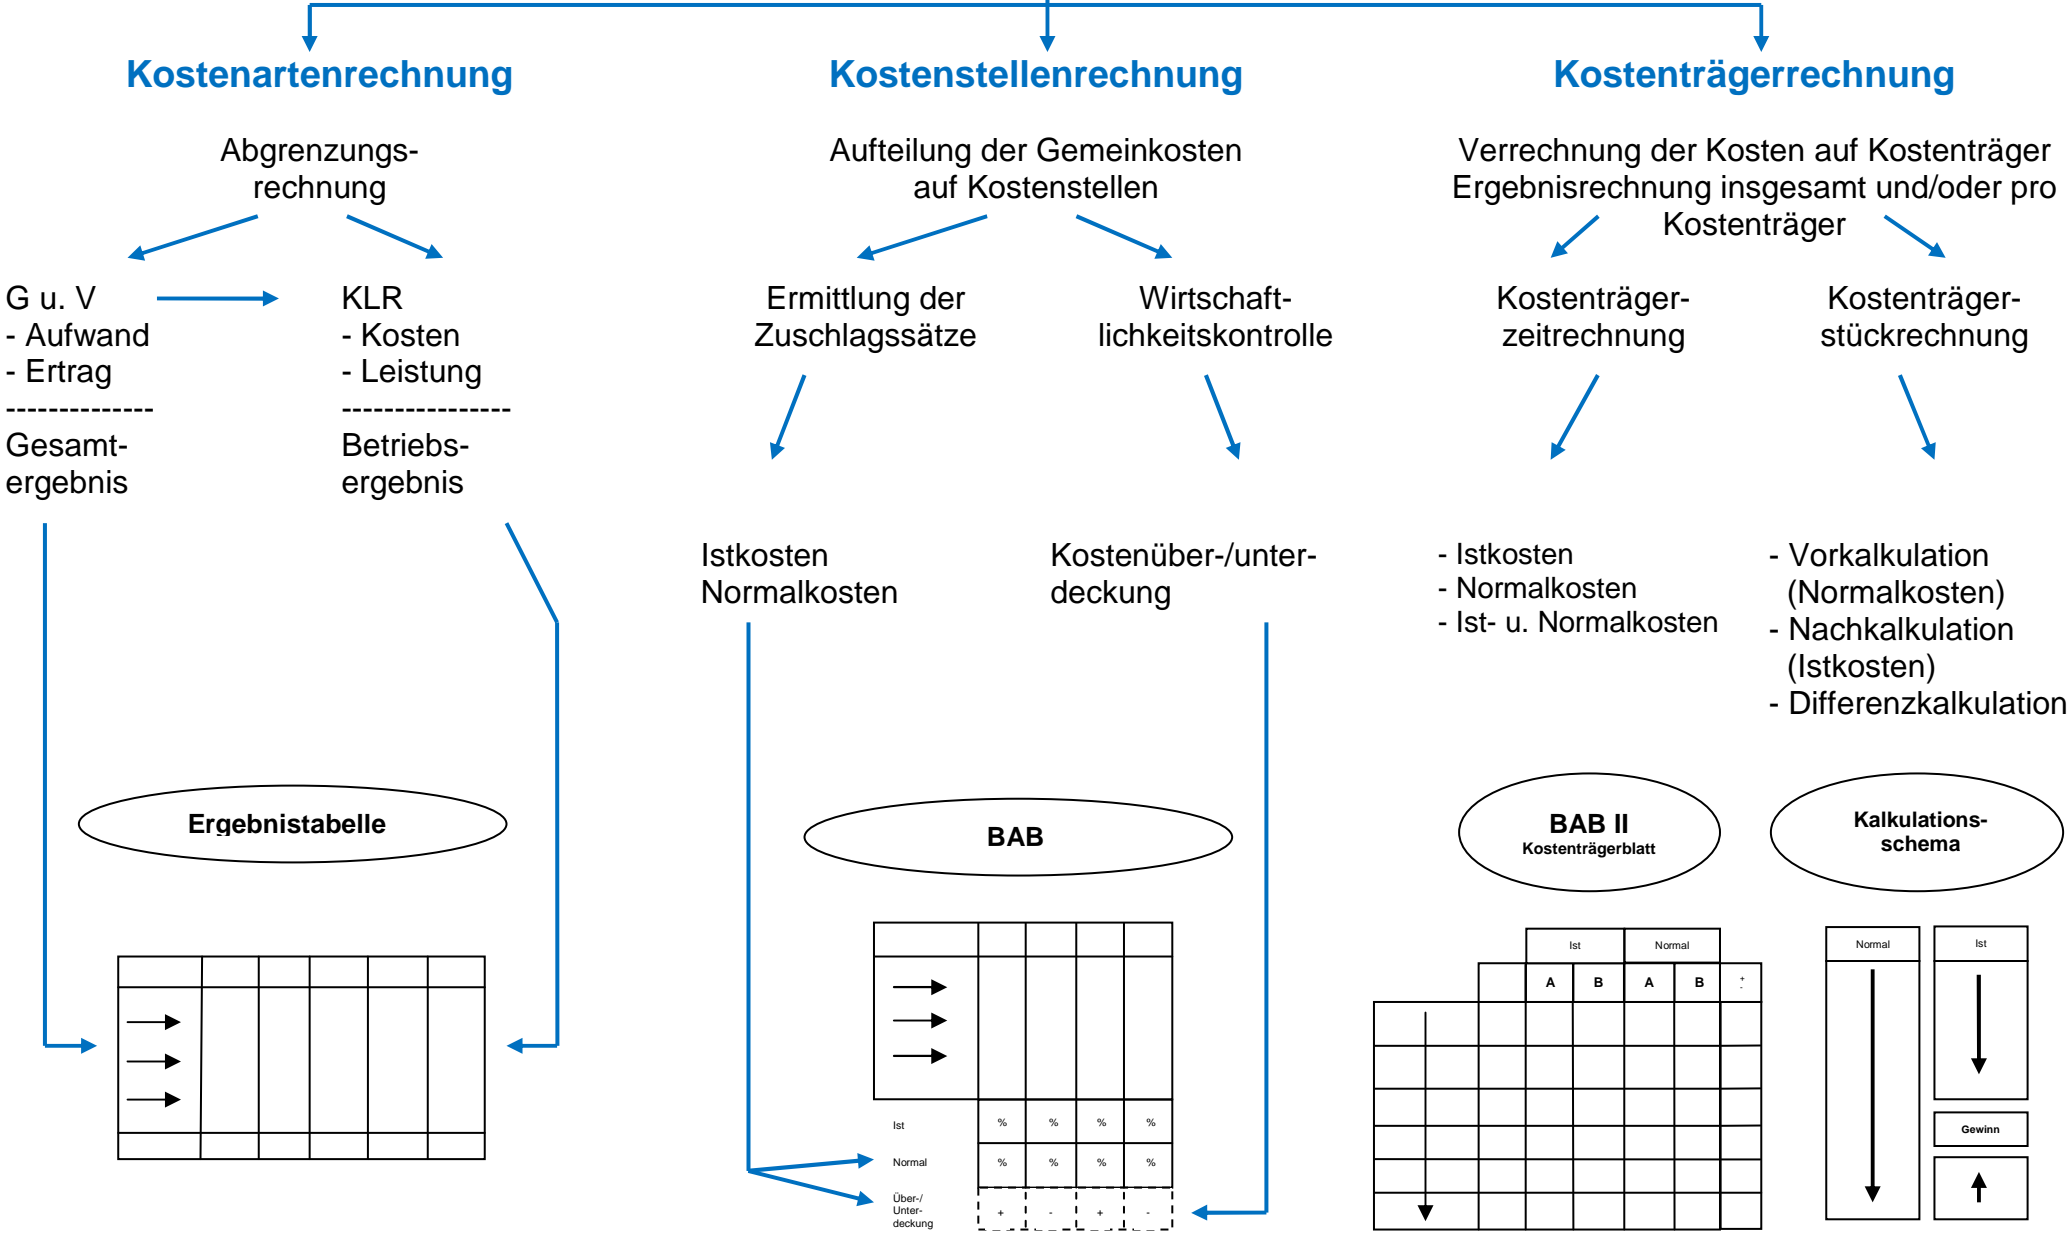 Kostenartenrechnung
Abgrenzungs-
rechnung
G u. V
- Aufwand
- Ertrag
--------------
Gesamt-
ergebnis
KLR
- Kosten
- Leistung
----------------
Betriebs-
ergebnis
Ergebnistabelle
Kostenstellenrechnung
Aufteilung der Gemeinkosten
auf Kostenstellen
Ermittlung der
Zuschlagssätze
Wirtschaft-
lichkeitskontrolle
Istkosten
Normalkosten
Kostenüber-/unter-
deckung
BAB
Ist % % % %
Normal % % % %
Über-/
Unter-
deckung
+ - + -
Kostenträgerrechnung
Verrechnung der Kosten auf Kostenträger
Ergebnisrechnung insgesamt und/oder pro
Kostenträger
Kostenträger-
zeitrechnung
Kostenträger-
stückrechnung
- Istkosten
- Normalkosten
- Ist- u. Normalkosten
- Vorkalkulation
(Normalkosten)
- Nachkalkulation
(Istkosten)
- Differenzkalkulation
BAB II
Kostenträgerblatt
Kalkulations-
schema
Ist Normal
A B A B +
-
Normal
Ist
Gewinn